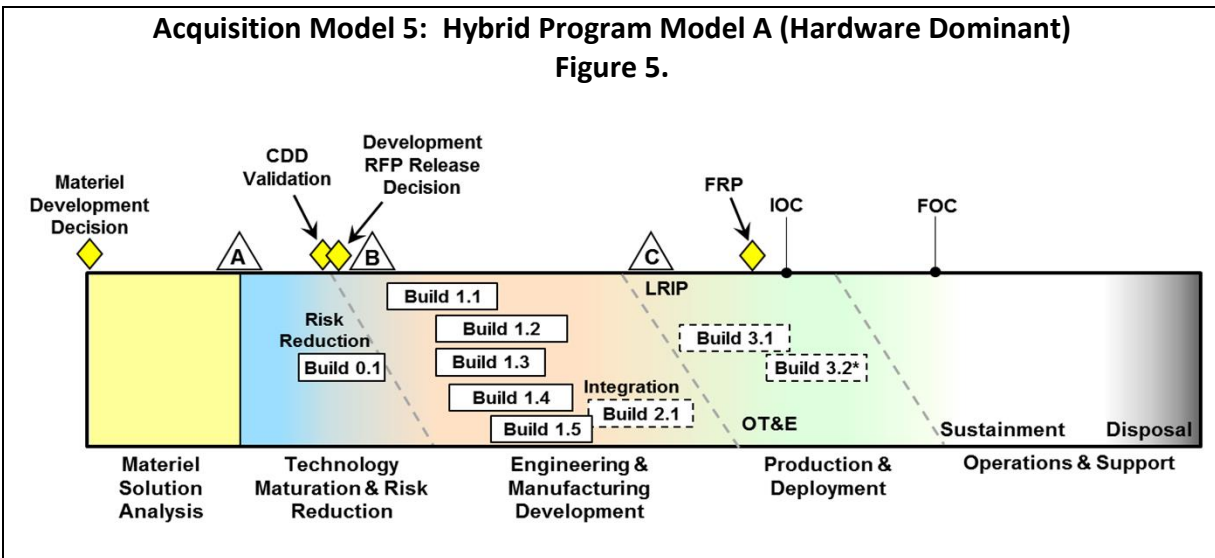 Acquisition Model 5: Hybrid Program Model A (Hardware Dominant)
Figure 5.
Materiel
Development
Decision
CDD
Validation
Development
RFP Release
Decision
FRP
IOC
FOC
A
B
C
LRIP
Build 1.1
Risk
Reduction
Build 0.1
Build 1.2
Build 1.3
Build 1.4
Build 1.5
Integration
Build 2.1
Build 3.1
Build 3.2*
OT&E
Sustainment
Disposal
Materiel
Solution
Analysis
Technology
Maturation & Risk
Reduction
Engineering &
Manufacturing
Development
Production &
Deployment
Operations & Support